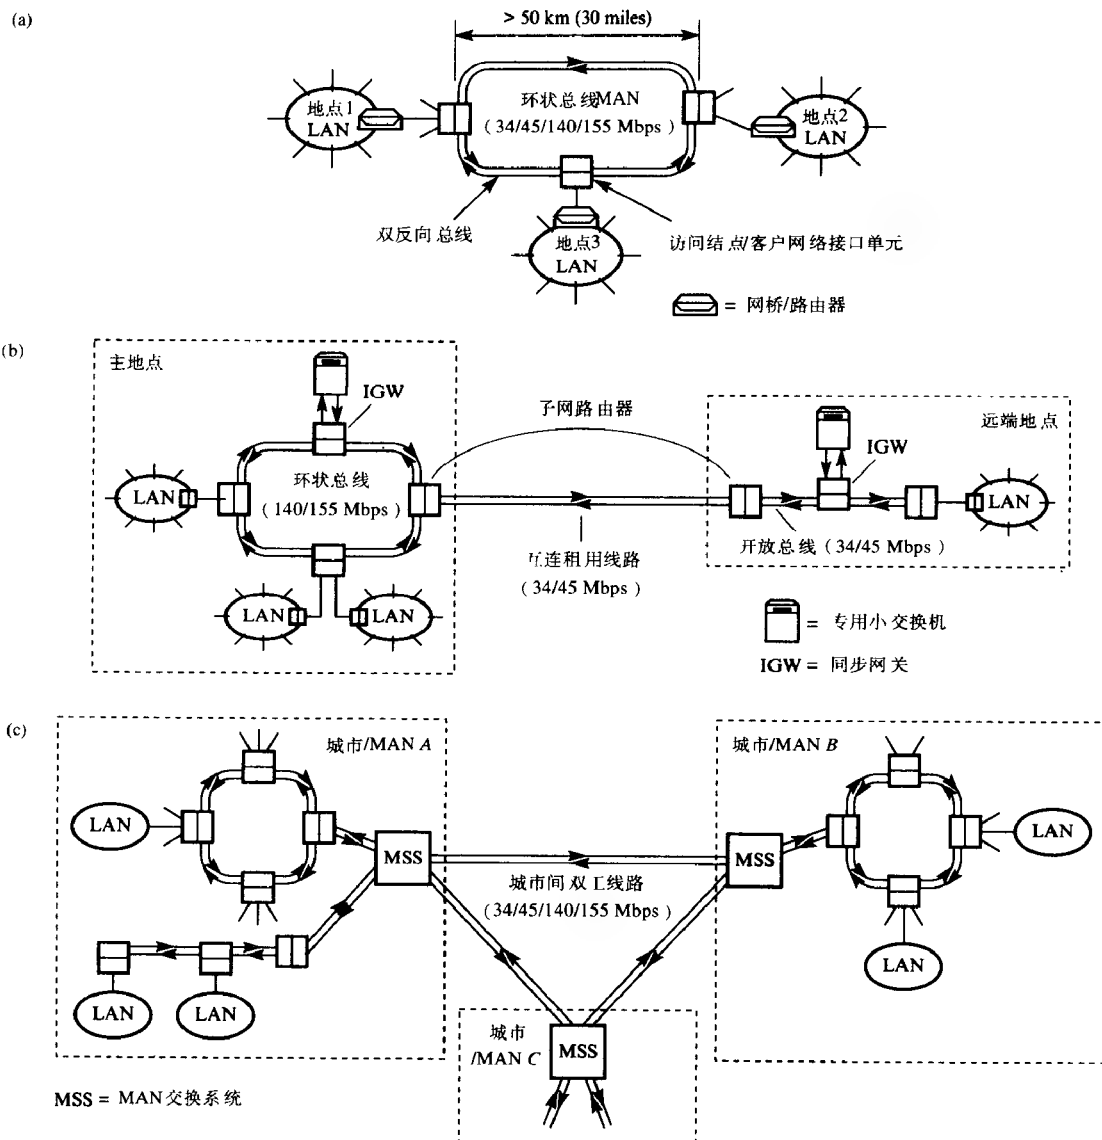 (a)
> 50 km (30 miles)
环状总线MAN
(34/45/140/155 Mbps)
地点1
LAN
地点2
LAN
双反向总线
地点3
LAN
访问结点/客户网络接口单元
= 网桥/路由器
(b)
主地点
IGW
子网路由器
远端地点
IGW
LAN
环状总线
(140/155 Mbps)
LAN
互连租用线路
(34/45 Mbps)
开放总线 (34/45 Mbps)
LAN
LAN
= 专用小交换机
IGW = 同步网关
(c)
城市/MAN A
城市/MAN B
LAN
MSS
MSS
LAN
城市间双工线路
(34/45/140/155 Mbps)
LAN
LAN
LAN
城市
/MAN C
MSS
MSS = MAN交换系统